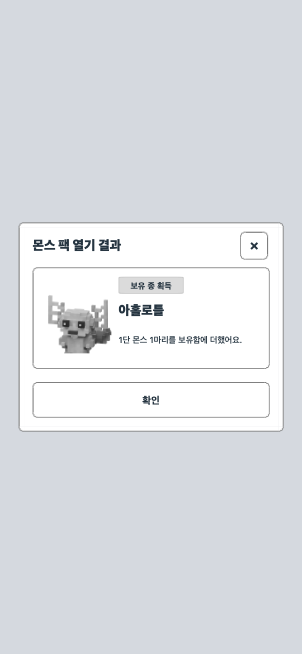 몬스 팩 열기 결과
×
보유 종 획득
아홀로틀
1단 몬스 1마리를 보유함에 더했어요.
확인